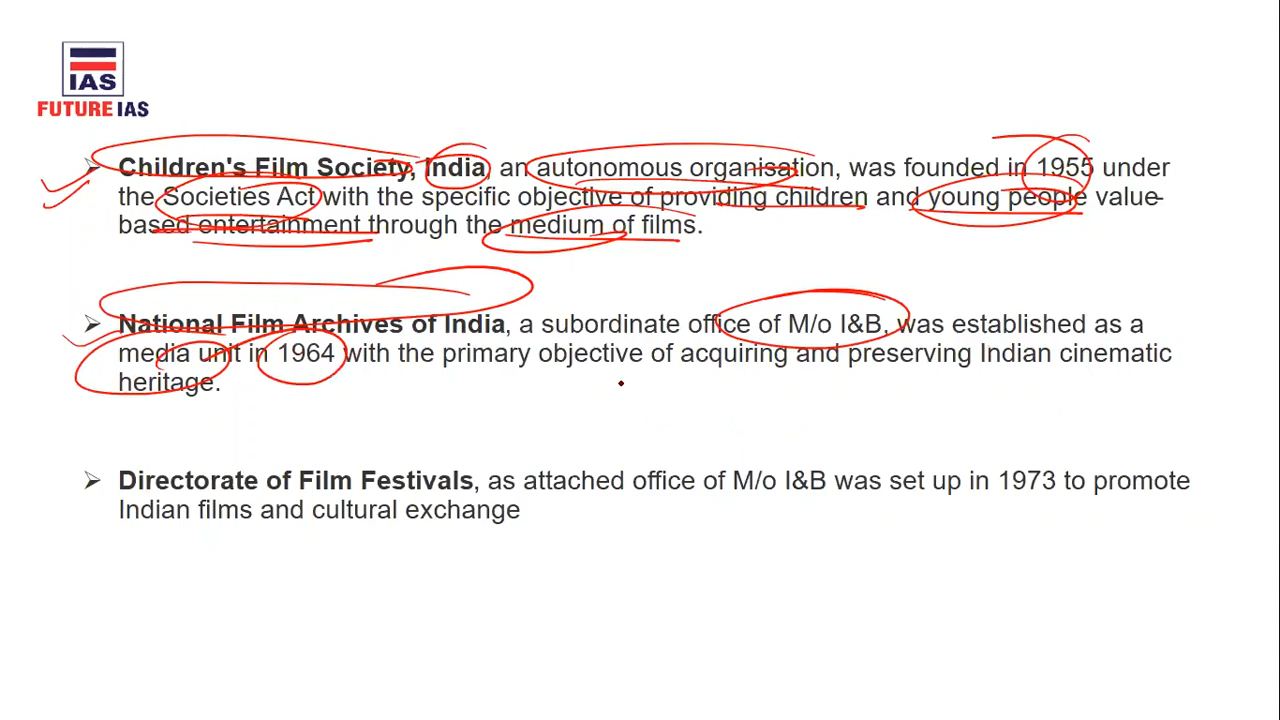 IAS
FUTURE IAS
➢ Children's Film Society, India, an autonomous organisation, was founded in 1955 under
the Societies Act with the specific objective of providing children and young people value-
based entertainment through the medium of films.
➢ National Film Archives of India, a subordinate office of M/o I&B, was established as a
media unit in 1964 with the primary objective of acquiring and preserving Indian cinematic
heritage.
➢ Directorate of Film Festivals, as attached office of M/o I&B was set up in 1973 to promote
Indian films and cultural exchange